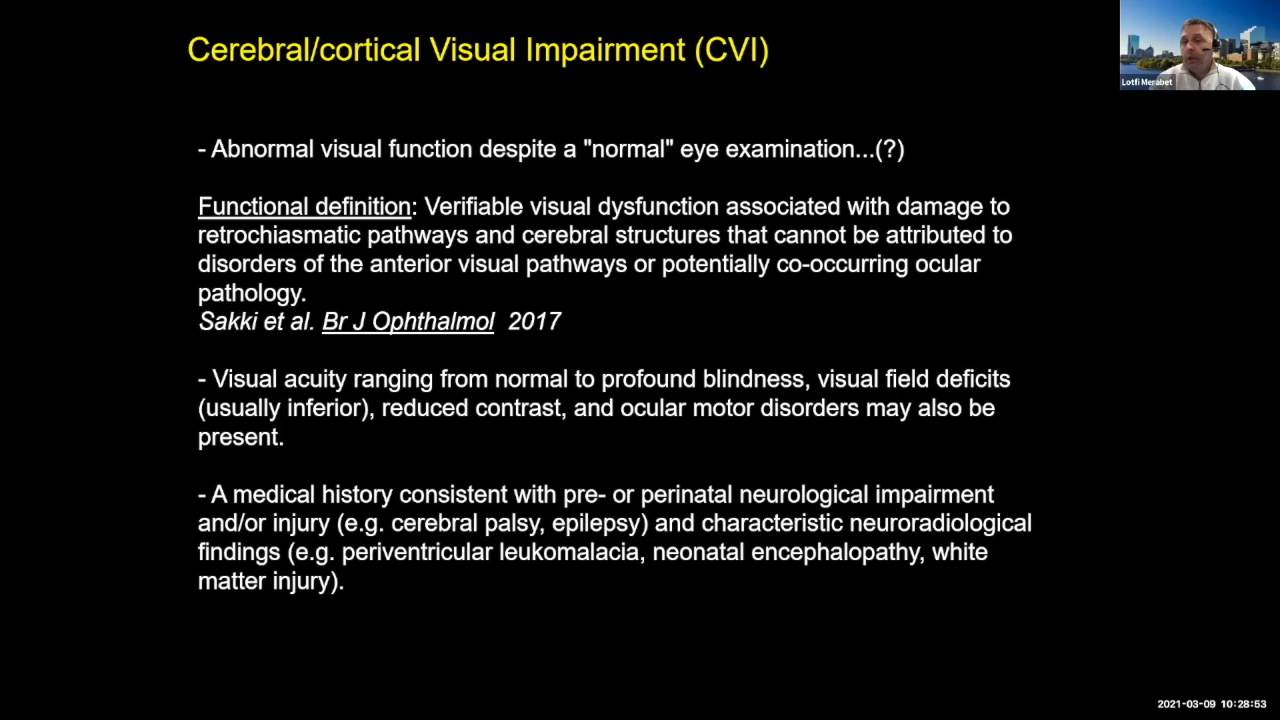 Cerebral/cortical Visual Impairment (CVI)
Lotfi Merabet
- Abnormal visual function despite a "normal" eye examination...(?)
Functional definition: Verifiable visual dysfunction associated with damage to
retrochiasmatic pathways and cerebral structures that cannot be attributed to
disorders of the anterior visual pathways or potentially co-occurring ocular
pathology.
Sakki et al. Br J Ophthalmol 2017
- Visual acuity ranging from normal to profound blindness, visual field deficits
(usually inferior), reduced contrast, and ocular motor disorders may also be
present.
- A medical history consistent with pre- or perinatal neurological impairment
and/or injury (e.g. cerebral palsy, epilepsy) and characteristic neuroradiological
findings (e.g. periventricular leukomalacia, neonatal encephalopathy, white
matter injury).
2021-03-09 10:28:53